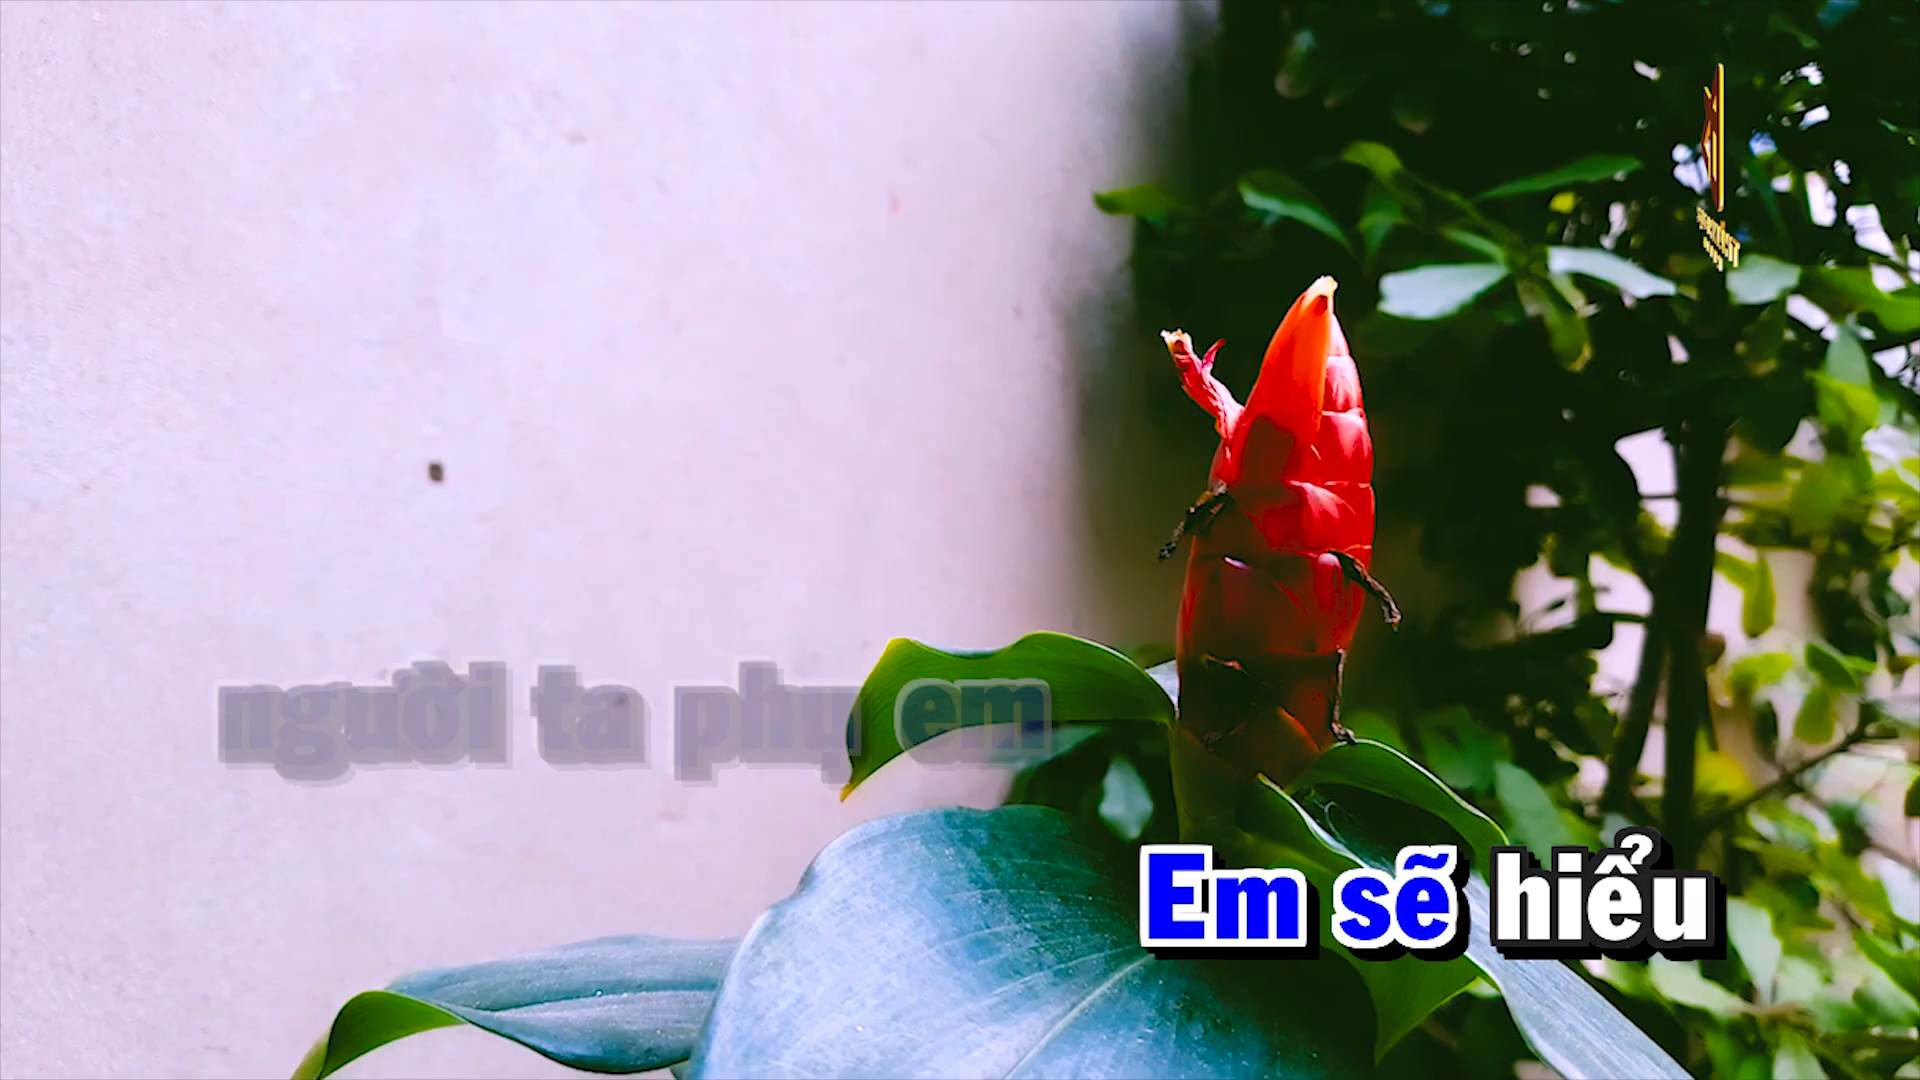 người ta phụ em
Em sẽ hiểu